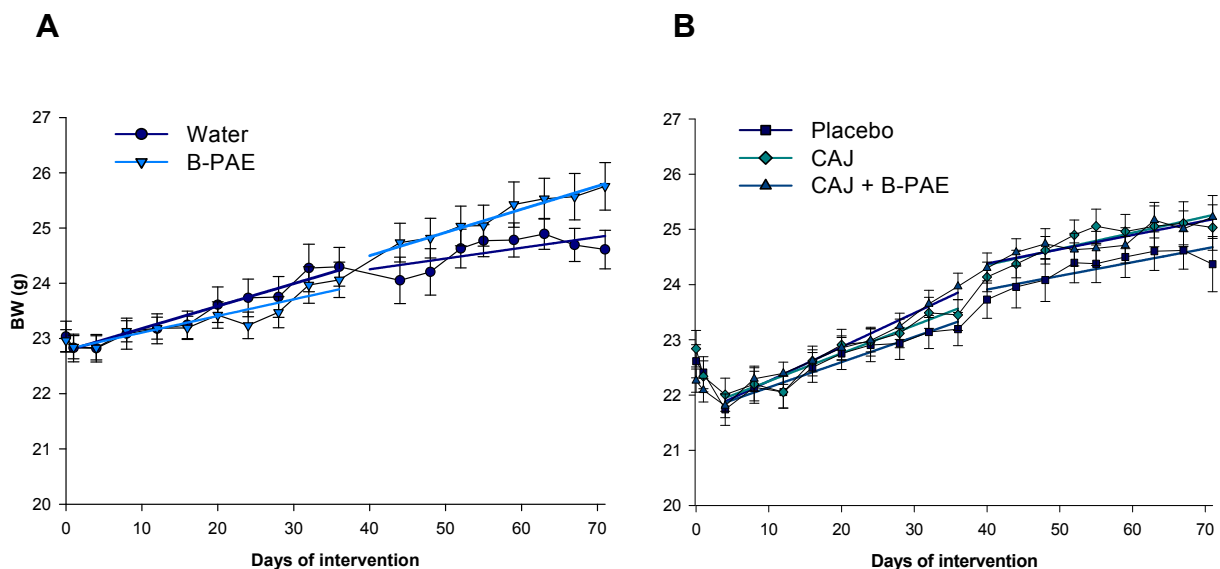 A
Water
B-PAE
BW (g)
27
26
25
24
23
22
21
20
0 10 20 30 40 50 60 70
Days of intervention
B
Placebo
CAJ
CAJ + B-PAE
27
26
25
24
23
22
21
20
0 10 20 30 40 50 60 70
Days of intervention